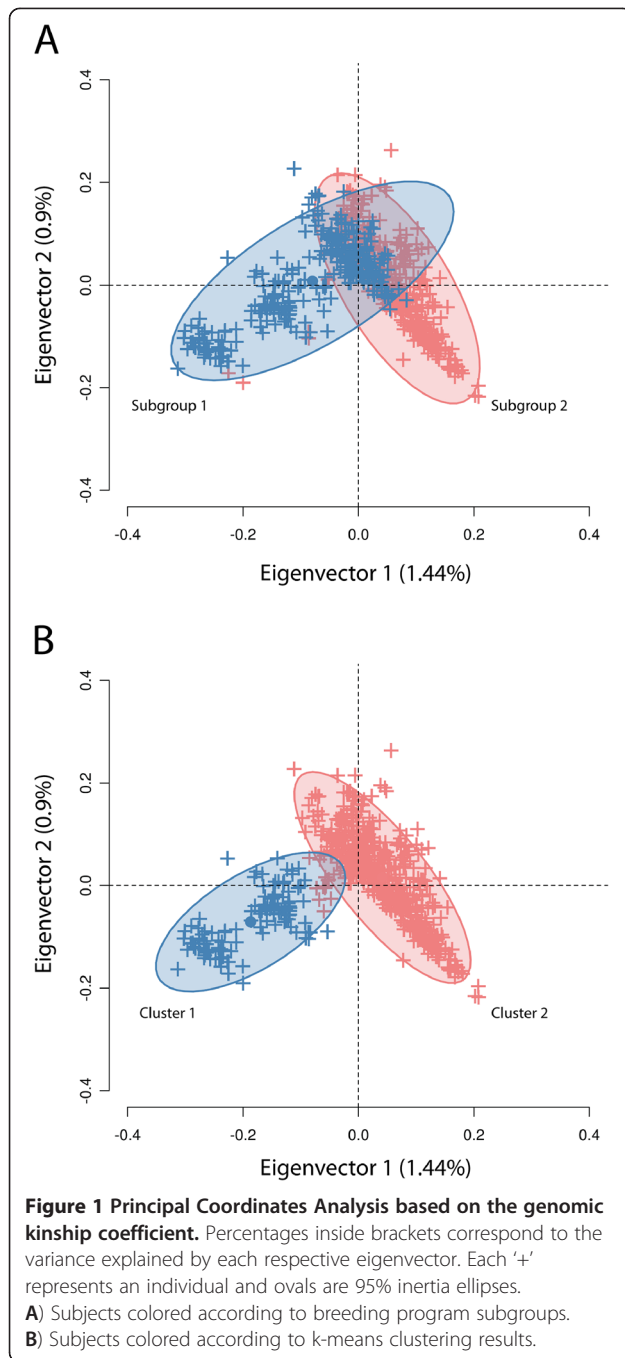 A
Eigenvector 2 (0.9%)
0.4
0.2
0.0
-0.2
-0.4
Subgroup 1
Subgroup 2
-0.4 -0.2 0.0 0.2 0.4
Eigenvector 1 (1.44%)
B
Eigenvector 2 (0.9%)
0.4
0.2
0.0
-0.2
-0.4
Cluster 1
Cluster 2
-0.4 -0.2 0.0 0.2 0.4
Eigenvector 1 (1.44%)
Figure 1 Principal Coordinates Analysis based on the genomic
kinship coefficient. Percentages inside brackets correspond to the
variance explained by each respective eigenvector. Each ‘+’
represents an individual and ovals are 95% inertia ellipses.
A) Subjects colored according to breeding program subgroups.
B) Subjects colored according to k-means clustering results.